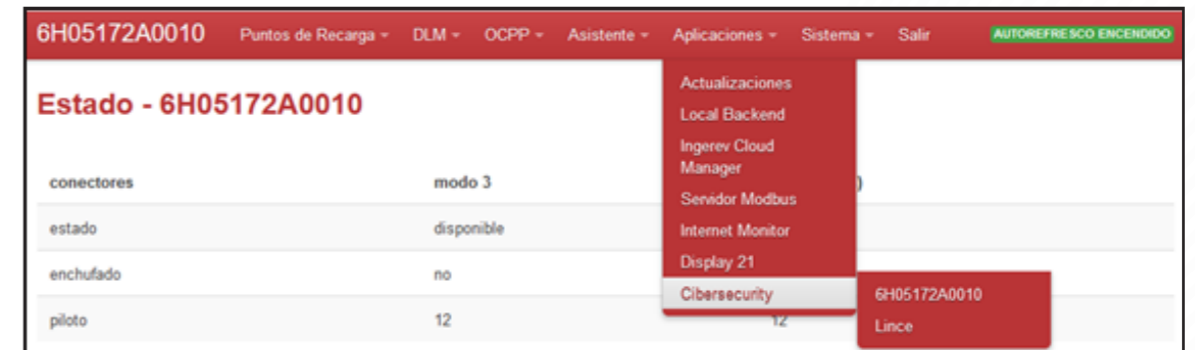 6H05172A0010 Puntos de Recarga DLM OCPP Asistente Aplicaciones Sistema Salir AUTOREFRESCO ENCENDIDO
Estado - 6H05172A0010
Actualizaciones
Local Backend
Ingerev Cloud
Manager
Servidor Modbus
Internet Monitor
Display 21
Cibersecurity
6H05172A0010
Lince
conectores modo 3 )
estado disponible
enchufado no
piloto 12 12